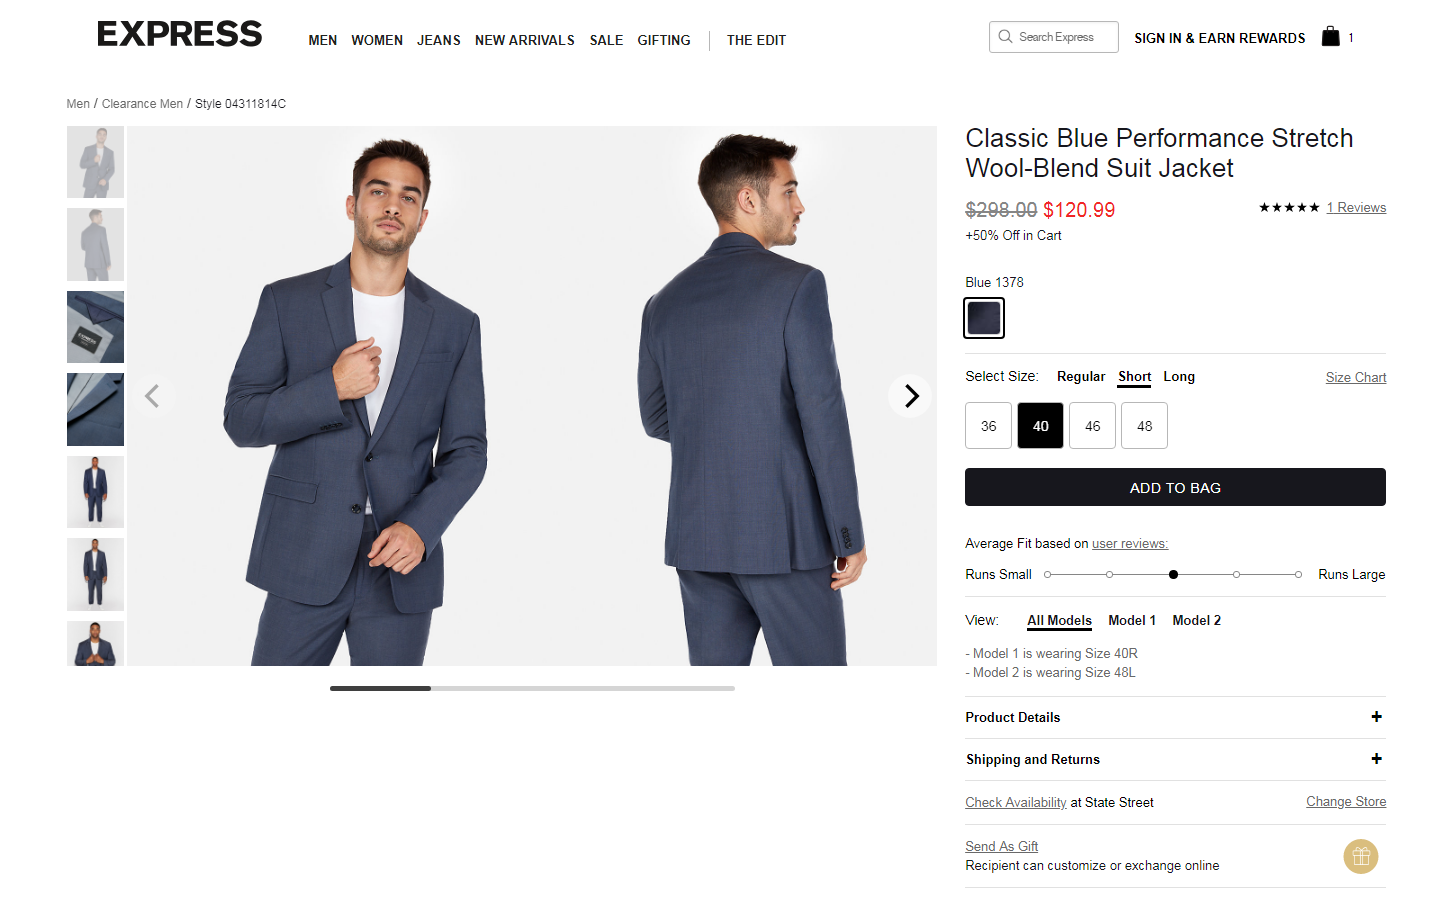 EXPRESS
MEN WOMEN JEANS NEW ARRIVALS SALE GIFTING THE EDIT
Search Express
SIGN IN & EARN REWARDS
1
Men / Clearance Men / Style 04311814C
EXPRESS
Classic Blue Performance Stretch
Wool-Blend Suit Jacket
$298.00 $120.99
1 Reviews
+50% Off in Cart
Blue 1378
Select Size: Regular Short Long
Size Chart
36 40 46 48
ADD TO BAG
Average Fit based on user reviews:
Runs Small
Runs Large
View: All Models Model 1 Model 2
- Model 1 is wearing Size 40R
- Model 2 is wearing Size 48L
Product Details +
Shipping and Returns +
Check Availability at State Street
Change Store
Send As Gift
Recipient can customize or exchange online